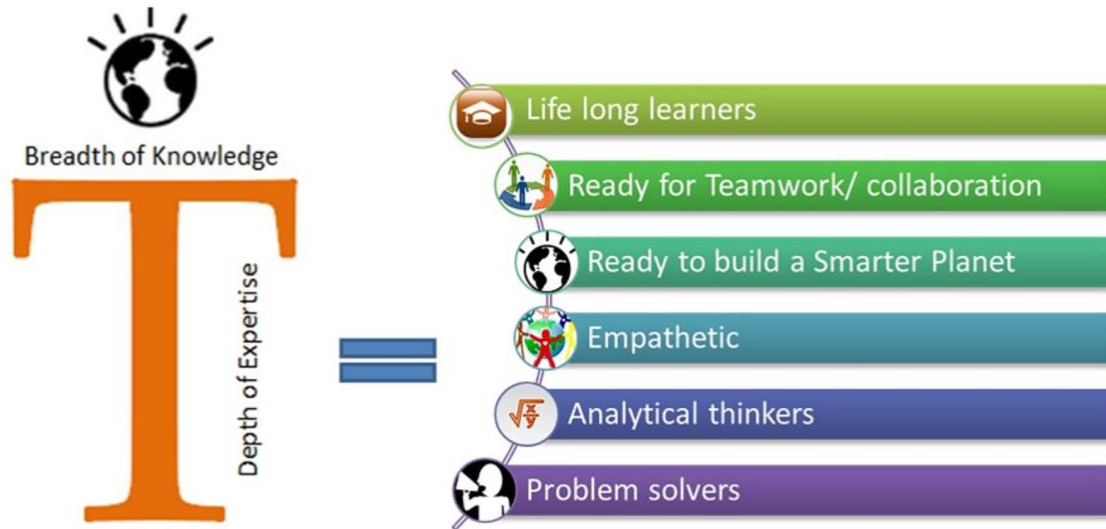 Breadth of Knowledge
T
Depth of Expertise
=
Life long learners
Ready for Teamwork/ collaboration
Ready to build a Smarter Planet
Empathetic
√x/y
Analytical thinkers
Problem solvers